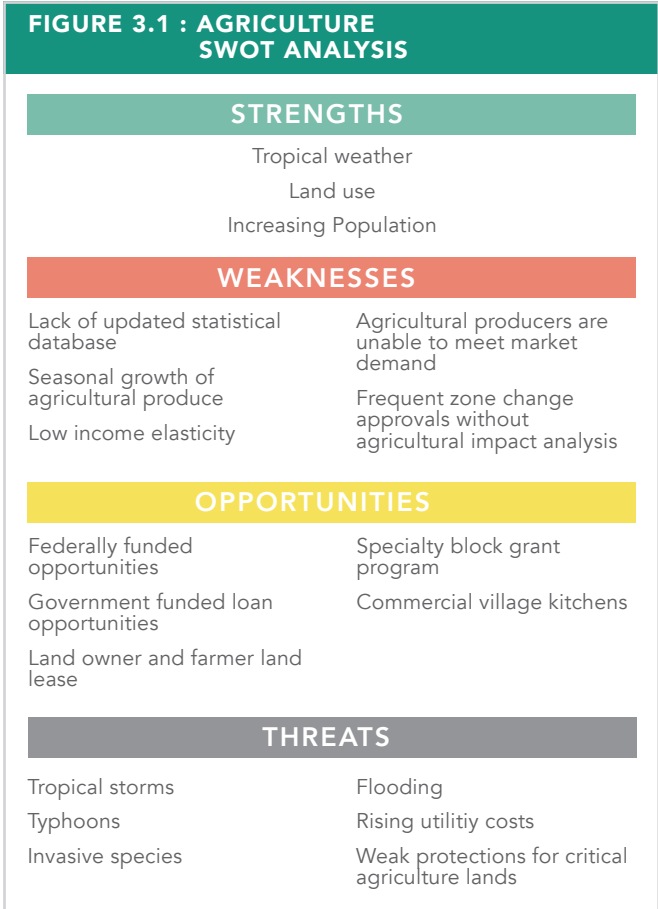 FIGURE 3.1 : AGRICULTURE
SWOT ANALYSIS
STRENGTHS
Tropical weather
Land use
Increasing Population
WEAKNESSES
Lack of updated statistical
database
Seasonal growth of
agricultural produce
Low income elasticity
Agricultural producers are
unable to meet market
demand
Frequent zone change
approvals without
agricultural impact analysis
OPPORTUNITIES
Federally funded
opportunities
Government funded loan
opportunities
Land owner and farmer land
lease
Specialty block grant
program
Commercial village kitchens
THREATS
Tropical storms
Typhoons
Invasive species
Flooding
Rising utilitiy costs
Weak protections for critical
agriculture lands